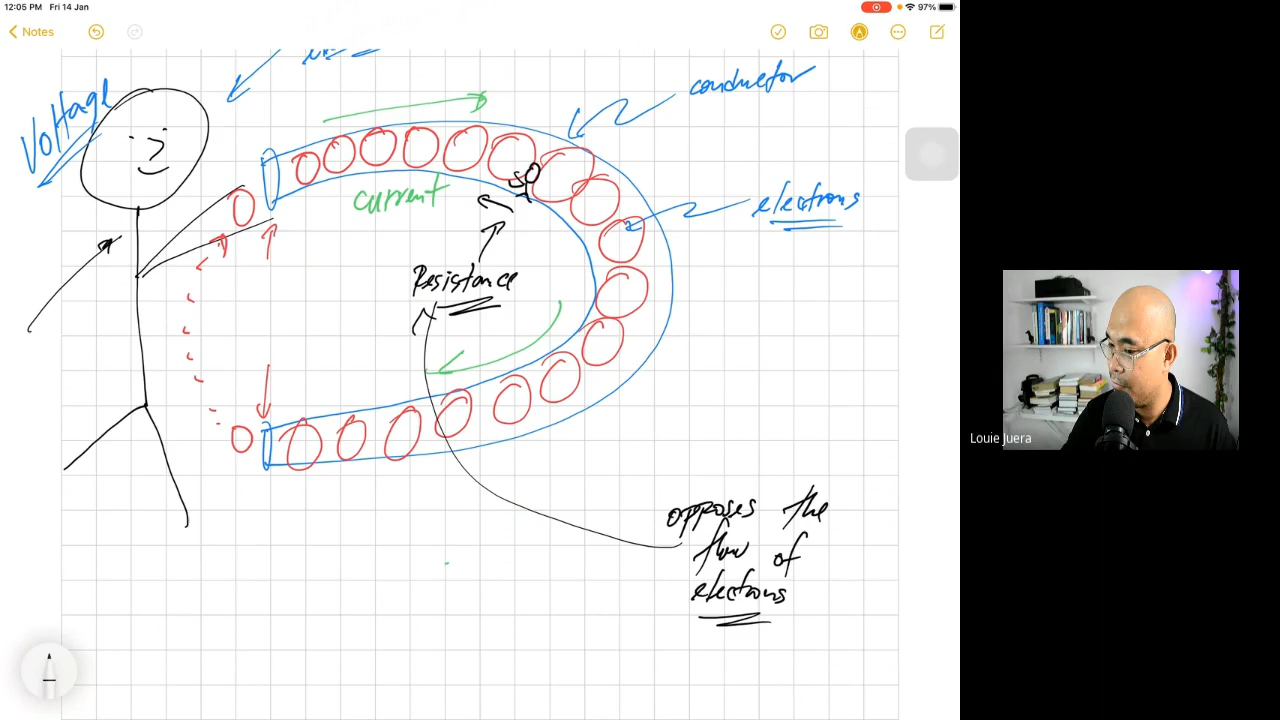 12:05 PM Fri 14 Jan
97%
Notes
Voltage
conductor
current
electrons
Resistance
Louie Juera
opposes the
flow of
electrons